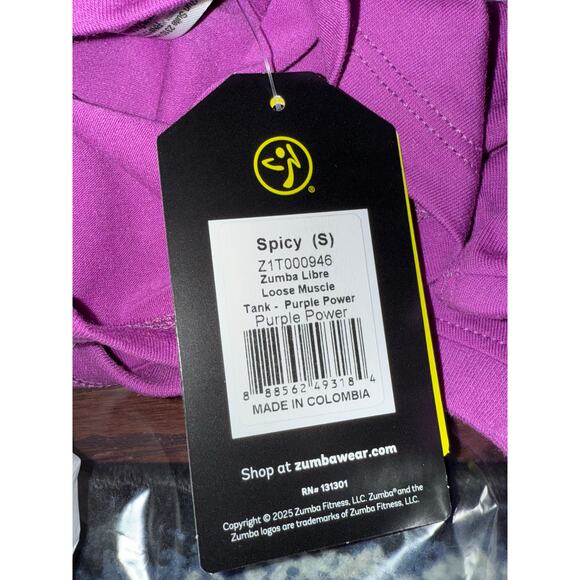 Spicy (S)
Z1T000946
Zumba Libre
Loose Muscle
Tank - Purple Power
Purple Power
8 88562 49318 4
MADE IN COLOMBIA
Shop at zumbawear.com
RN# 131301
Copyright © 2025 Zumba Fitness, LLC. Zumba® and the
Zumba logos are trademarks of Zumba Fitness, LLC.